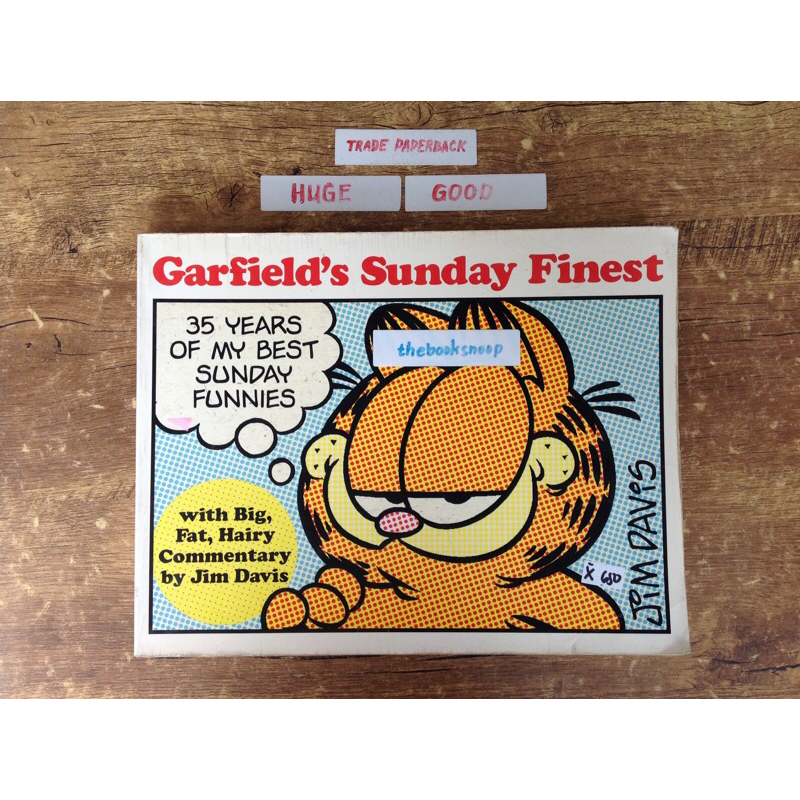 TRADE PAPERBACK
HUGE GOOD
Garfield's Sunday Finest
35 YEARS
OF MY BEST
SUNDAY
FUNNIES
thebooksnoop
with Big,
Fat, Hairy
Commentary
by Jim Davis
JIM DAVIS